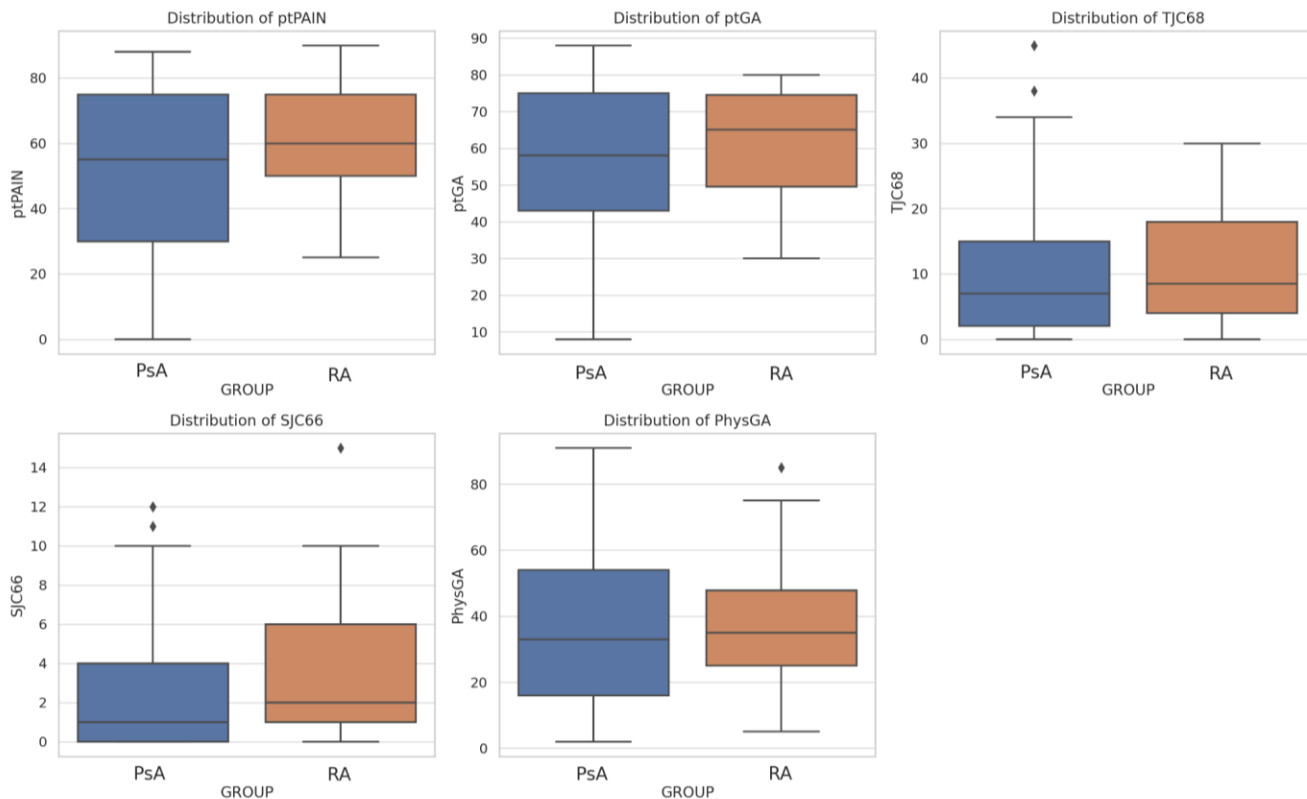 Distribution of ptPAIN
ptPAIN
80
60
40
20
0
PsA
RA
GROUP
Distribution of ptGA
ptGA
90
80
70
60
50
40
30
20
10
PsA
RA
GROUP
Distribution of TJC68
TJC68
40
30
20
10
0
PsA
RA
GROUP
Distribution of SJC66
SJC66
14
12
10
8
6
4
2
0
PsA
RA
GROUP
Distribution of PhysGA
PhysGA
80
60
40
20
0
PsA
RA
GROUP